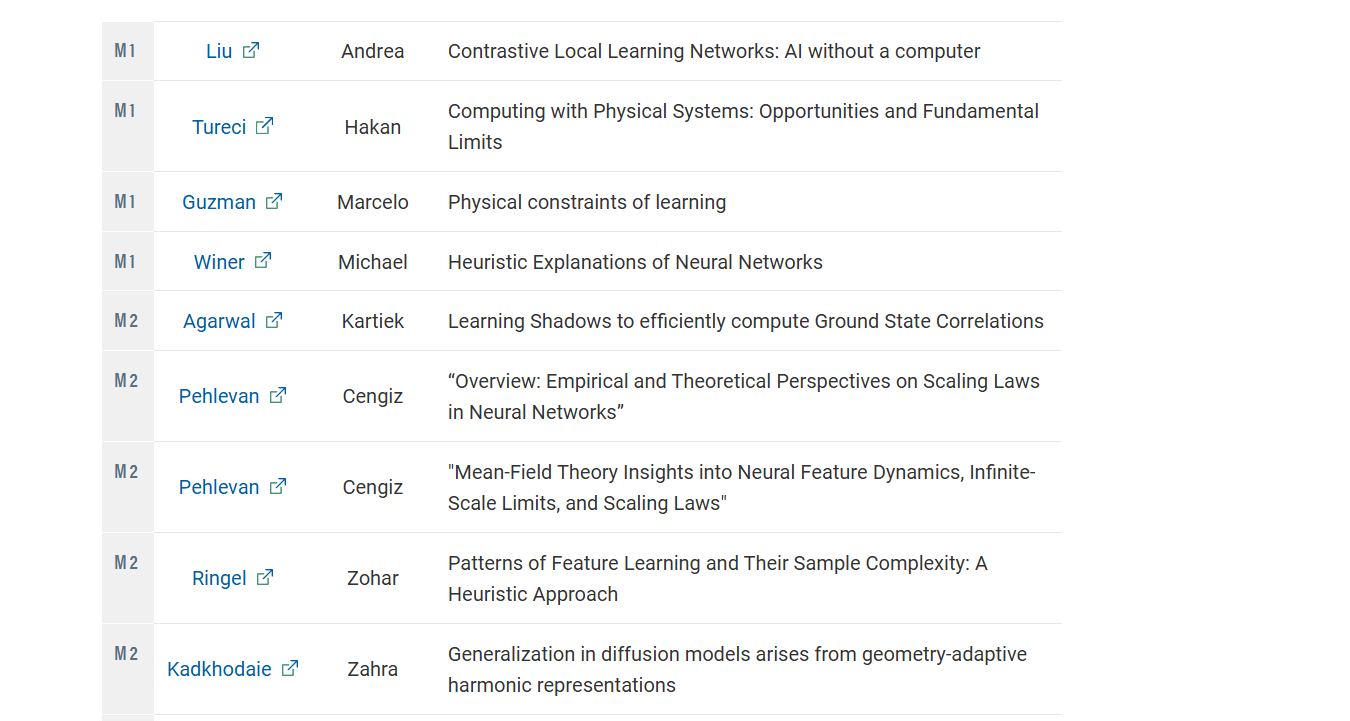 M1 Liu Andrea Contrastive Local Learning Networks: AI without a computer
M1 Tureci Hakan Computing with Physical Systems: Opportunities and Fundamental
Limits
M1 Guzman Marcelo Physical constraints of learning
M1 Winer Michael Heuristic Explanations of Neural Networks
M2 Agarwal Kartiek Learning Shadows to efficiently compute Ground State Correlations
M2 Pehlevan Cengiz “Overview: Empirical and Theoretical Perspectives on Scaling Laws
in Neural Networks”
M2 Pehlevan Cengiz "Mean-Field Theory Insights into Neural Feature Dynamics, Infinite-
Scale Limits, and Scaling Laws"
M2 Ringel Zohar Patterns of Feature Learning and Their Sample Complexity: A
Heuristic Approach
M2 Kadkhodaie Zahra Generalization in diffusion models arises from geometry-adaptive
harmonic representations